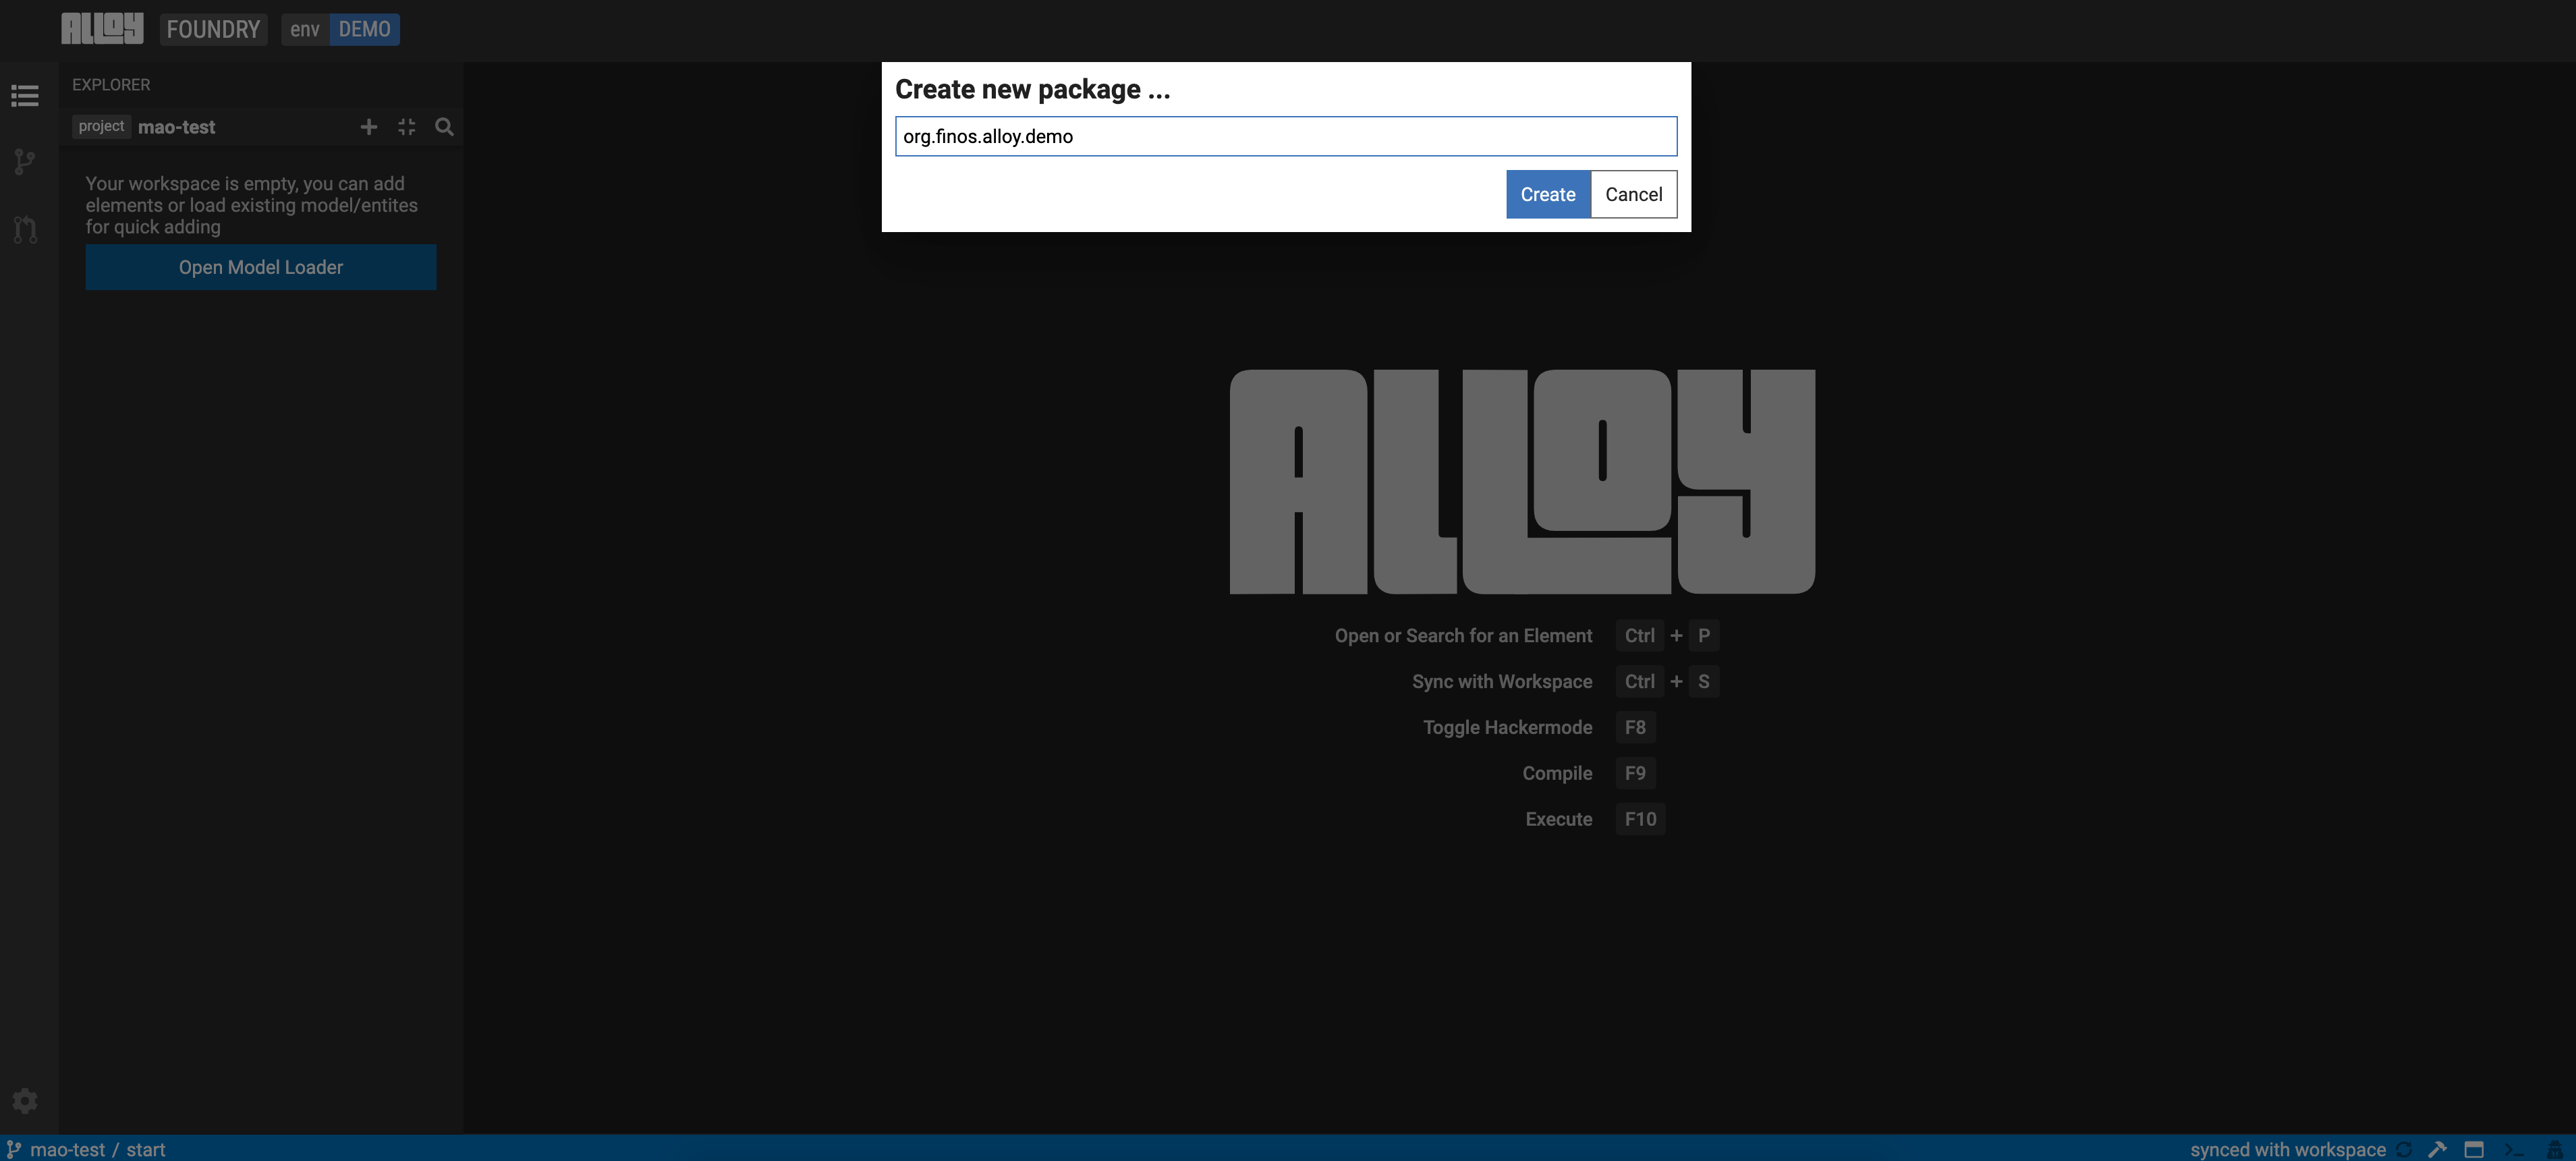 ALLOY FOUNDRY env DEMO
EXPLORER
project mao-test
Your workspace is empty, you can add
elements or load existing model/entites
for quick adding
Open Model Loader
Create new package ...
org.finos.alloy.demo
Create Cancel
ALLOY
Open or Search for an Element Ctrl + P
Sync with Workspace Ctrl + S
Toggle Hackermode F8
Compile F9
Execute F10
mao-test / start
synced with workspace